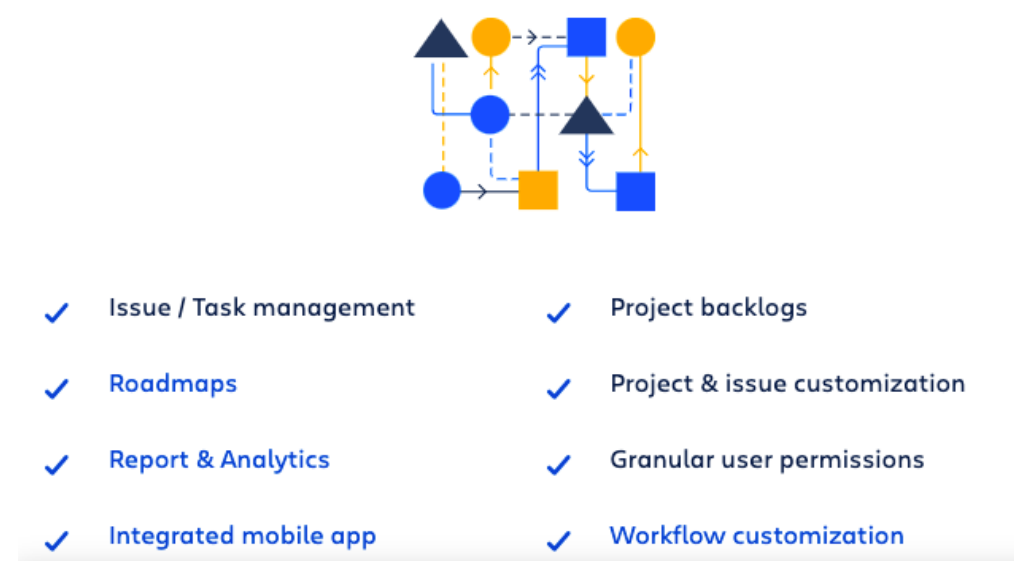 Issue / Task management
Project backlogs
Roadmaps
Project & issue customization
Report & Analytics
Granular user permissions
Integrated mobile app
Workflow customization